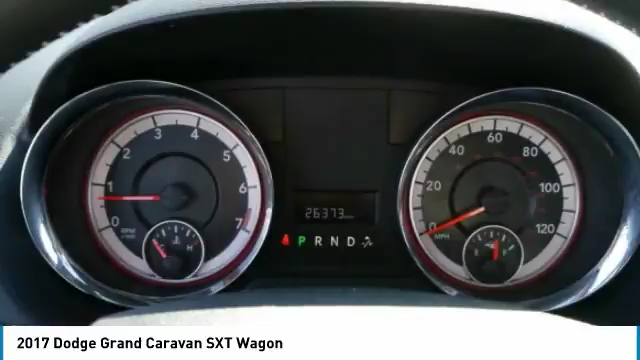 0 1 2 3 4 5 6 7
RPM
H
26373
P R N D
0 20 40 60 80 100 120
MPH
E F
2017 Dodge Grand Caravan SXT Wagon